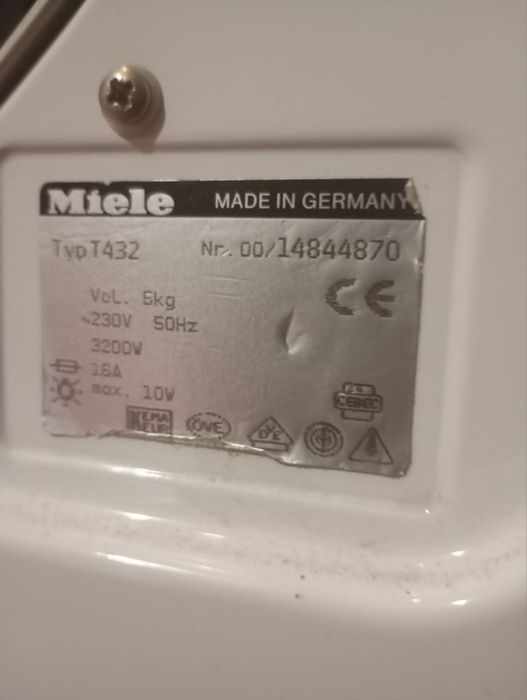 Miele MADE IN GERMANY
Typ T432 Nr. 00/14844870
Vol. 5kg
~230V 50Hz
3200W
16A
max. 10W
CE
KEMA
KEUR
ÖVE
DVE